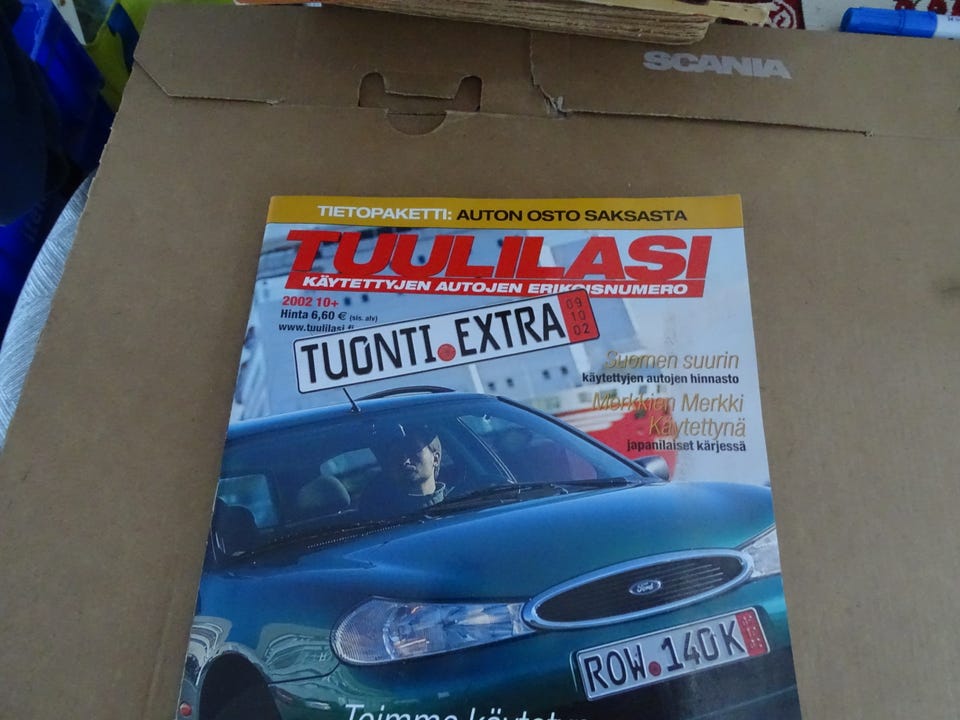 SCANIA
TIETOPAKETTI: AUTON OSTO SAKSASTA
TUULILASI
KÄYTETTYJEN AUTOJEN ERIKOISNUMERO
2002 10+
Hinta 6,60 € (sis. alv)
www.tuulilasi.fi
TUONTI.EXTRA
09
10
02
Suomen suurin
käytettyjen autojen hinnasto
Merkkien Merkki
Käytettynä
japanilaiset kärjessä
Ford
ROW.140K